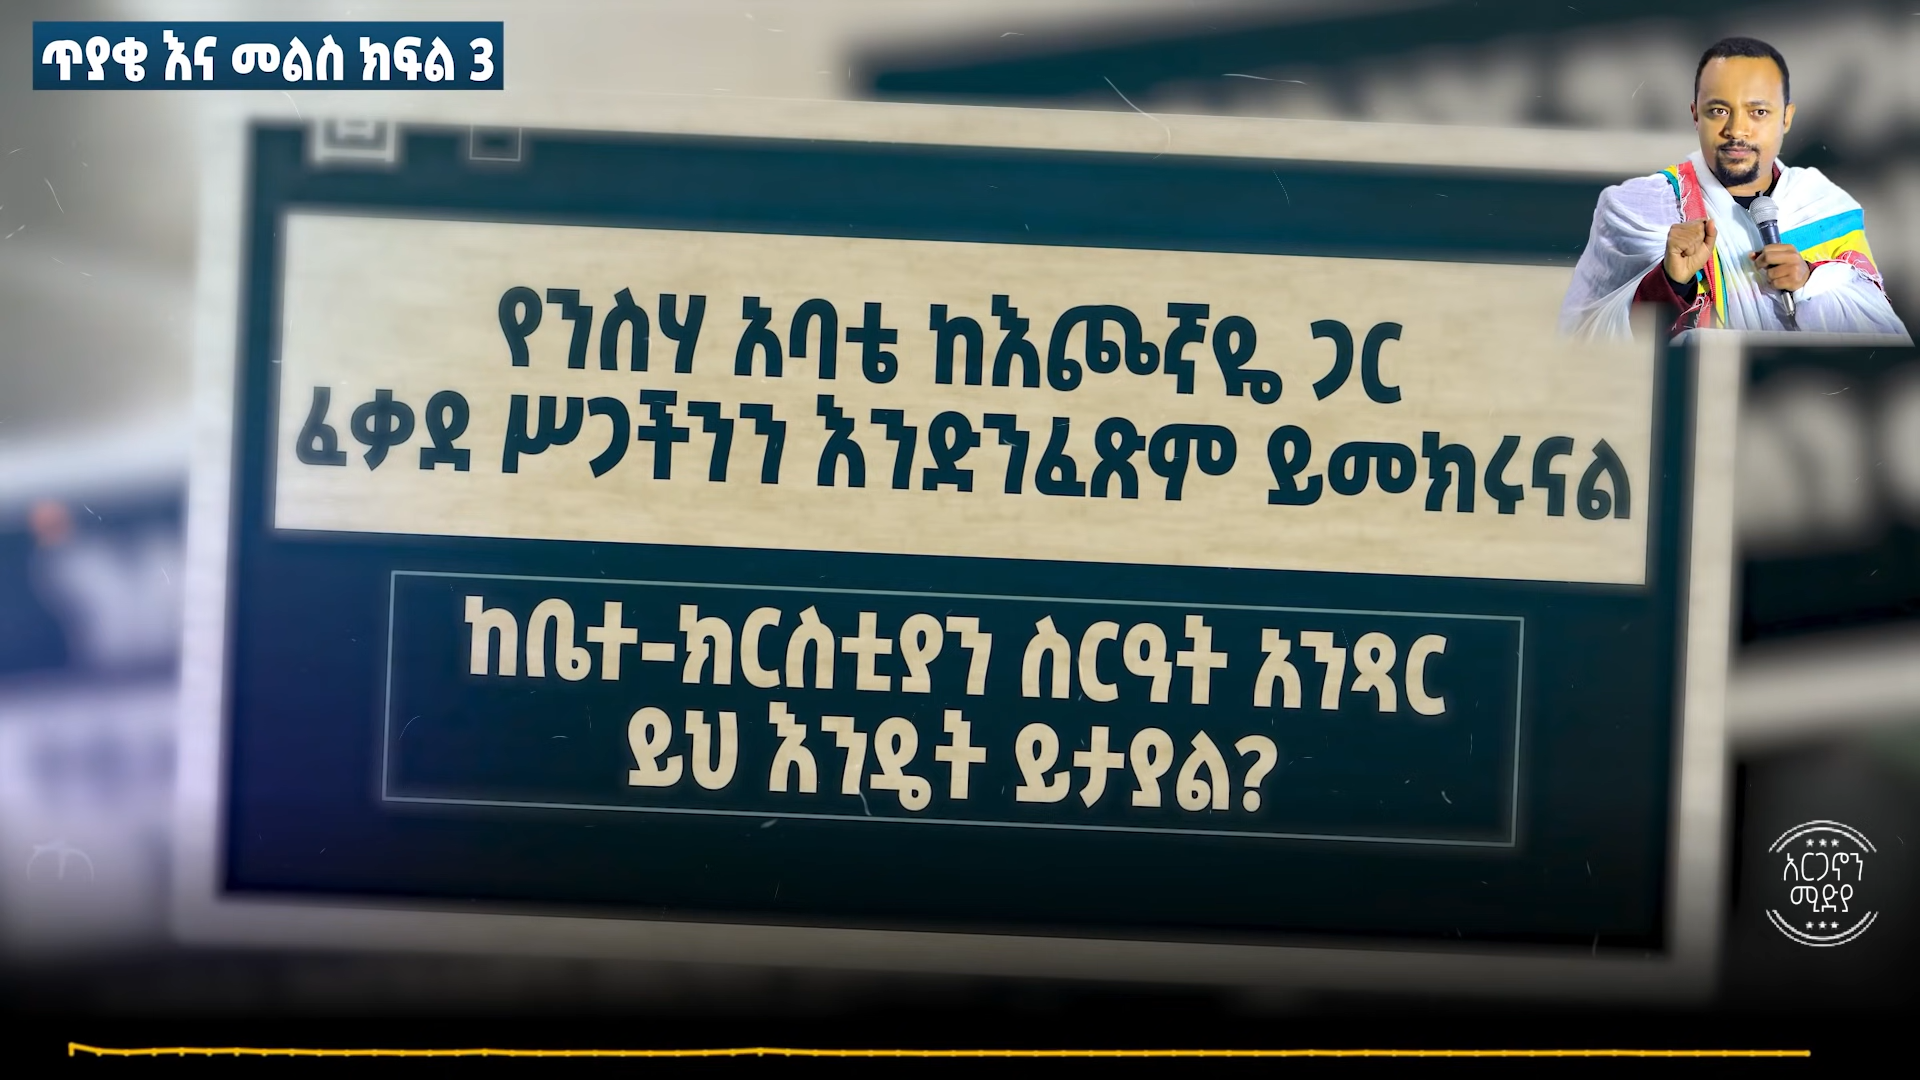 ጥያቄ እና መልስ ክፍል 3
የንስሃ አባቴ ከእጮኛዬ ጋር
ፈቃደ ሥጋችንን እንድንፈጽም ይመክሩናል
ከቤተ-ክርስቲያን ስርዓት አንጻር
ይህ እንዴት ይታያል?
አርጋኖን
ሚድያ